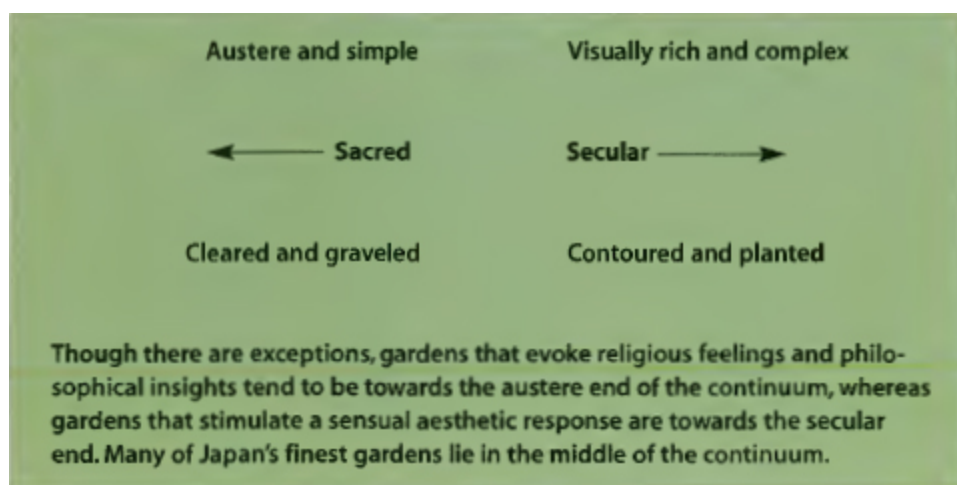 Austere and simple Visually rich and complex
Sacred Secular
Cleared and graveled Contoured and planted
Though there are exceptions, gardens that evoke religious feelings and philo-
sophical insights tend to be towards the austere end of the continuum, whereas
gardens that stimulate a sensual aesthetic response are towards the secular
end. Many of Japan's finest gardens lie in the middle of the continuum.